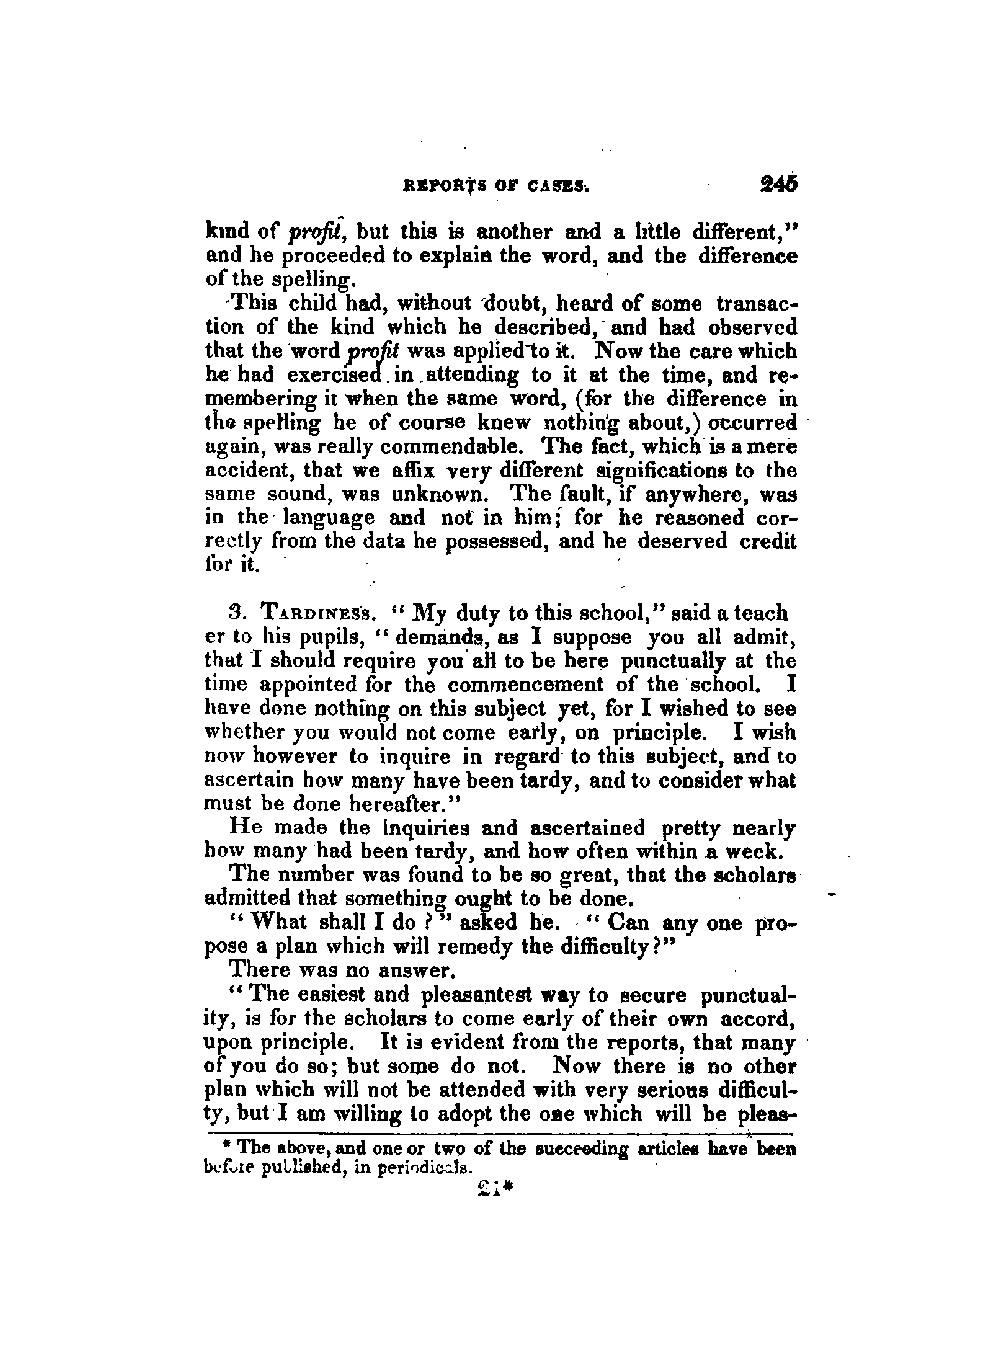 REPORTS OF CASES. 245
kind of profit, but this is another and a little different,"
and he proceeded to explain the word, and the difference
of the spelling.
This child had, without doubt, heard of some transac-
tion of the kind which he described, and had observed
that the word profit was applied to it. Now the care which
he had exercised in attending to it at the time, and re-
membering it when the same word, (for the difference in
the spelling he of course knew nothing about,) occurred
again, was really commendable. The fact, which is a mere
accident, that we affix very different significations to the
same sound, was unknown. The fault, if anywhere, was
in the language and not in him; for he reasoned cor-
rectly from the data he possessed, and he deserved credit
for it.
3. TARDINESS. "My duty to this school," said a teach
er to his pupils, "demands, as I suppose you all admit,
that I should require you all to be here punctually at the
time appointed for the commencement of the school. I
have done nothing on this subject yet, for I wished to see
whether you would not come early, on principle. I wish
now however to inquire in regard to this subject, and to
ascertain how many have been tardy, and to consider what
must be done hereafter."
He made the inquiries and ascertained pretty nearly
how many had been tardy, and how often within a week.
The number was found to be so great, that the scholars
admitted that something ought to be done.
"What shall I do?" asked he. "Can any one pro-
pose a plan which will remedy the difficulty?"
There was no answer.
"The easiest and pleasantest way to secure punctual-
ity, is for the scholars to come early of their own accord,
upon principle. It is evident from the reports, that many
of you do so; but some do not. Now there is no other
plan which will not be attended with very serious difficul-
ty, but I am willing to adopt the one which will be pleas-
* The above, and one or two of the succeeding articles have been
before published, in periodicals.
21*